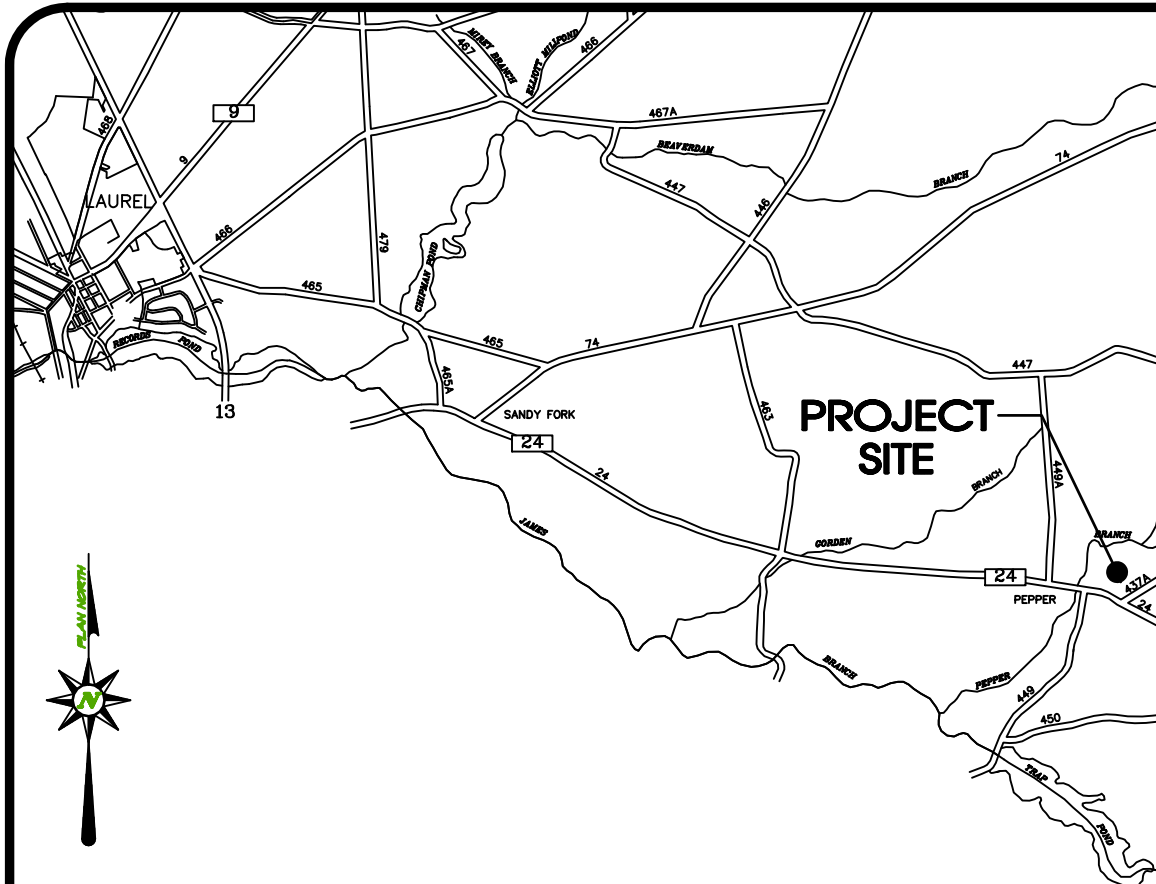 MIREY BRANCH
ELLIOTT MILLPOND
467
466
9
467A
468
9
BEAVERDAM
74
BRANCH
447
LAUREL
446
466
479
CHIPMAN POND
465
RECORDS
POND
465
74
447
465A
13
SANDY FORK
463
PROJECT
SITE
24
24
BRANCH
449A
JAMES
GORDEN
BRANCH
24
PEPPER
437A
24
PLAN NORTH
N
BRANCH
PEPPER
449
450
TRAP
POND